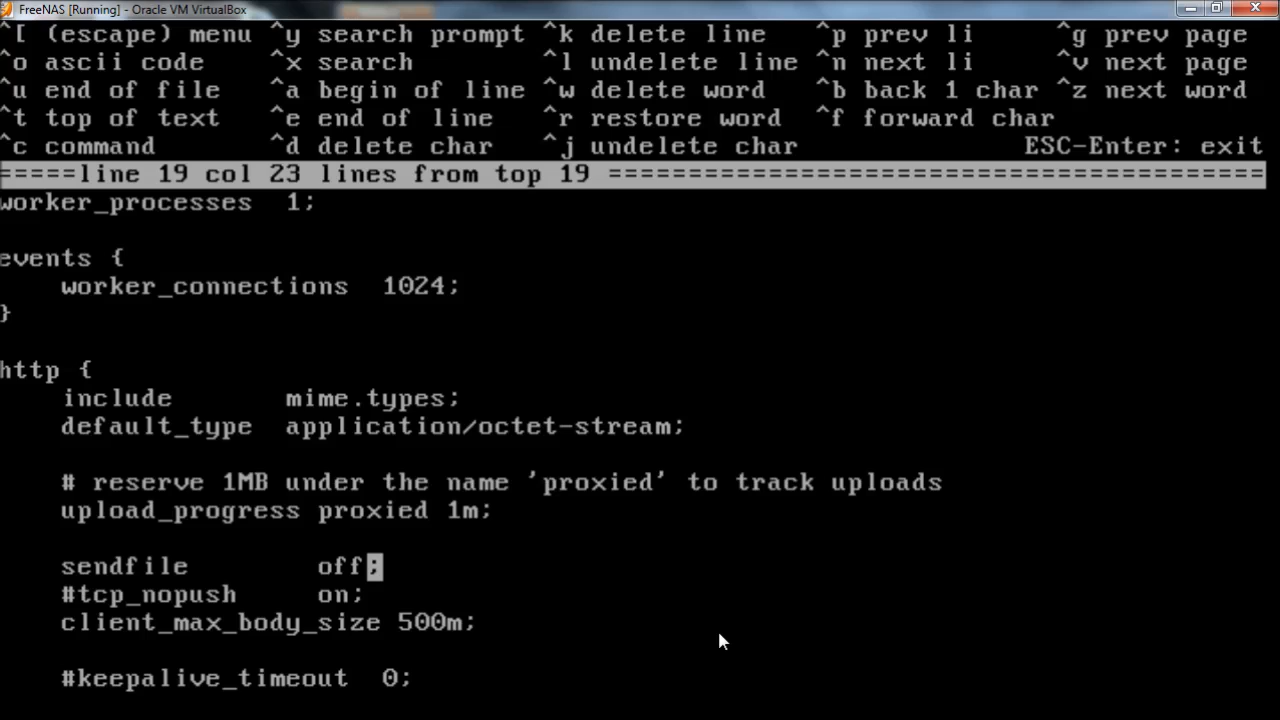 FreeNAS [Running] - Oracle VM VirtualBox
^[ (escape) menu ^y search prompt ^k delete line ^p prev li ^g prev page
^o ascii code ^x search ^l undelete line ^n next li ^v next page
^u end of file ^a begin of line ^w delete word ^b back 1 char ^z next word
^t top of text ^e end of line ^r restore word ^f forward char
^c command ^d delete char ^j undelete char ESC-Enter: exit
=====line 19 col 23 lines from top 19 =========================================
worker_processes 1;
events {
worker_connections 1024;
}
http {
include mime.types;
default_type application/octet-stream;
# reserve 1MB under the name 'proxied' to track uploads
upload_progress proxied 1m;
sendfile off;
#tcp_nopush on;
client_max_body_size 500m;
#keepalive_timeout 0;